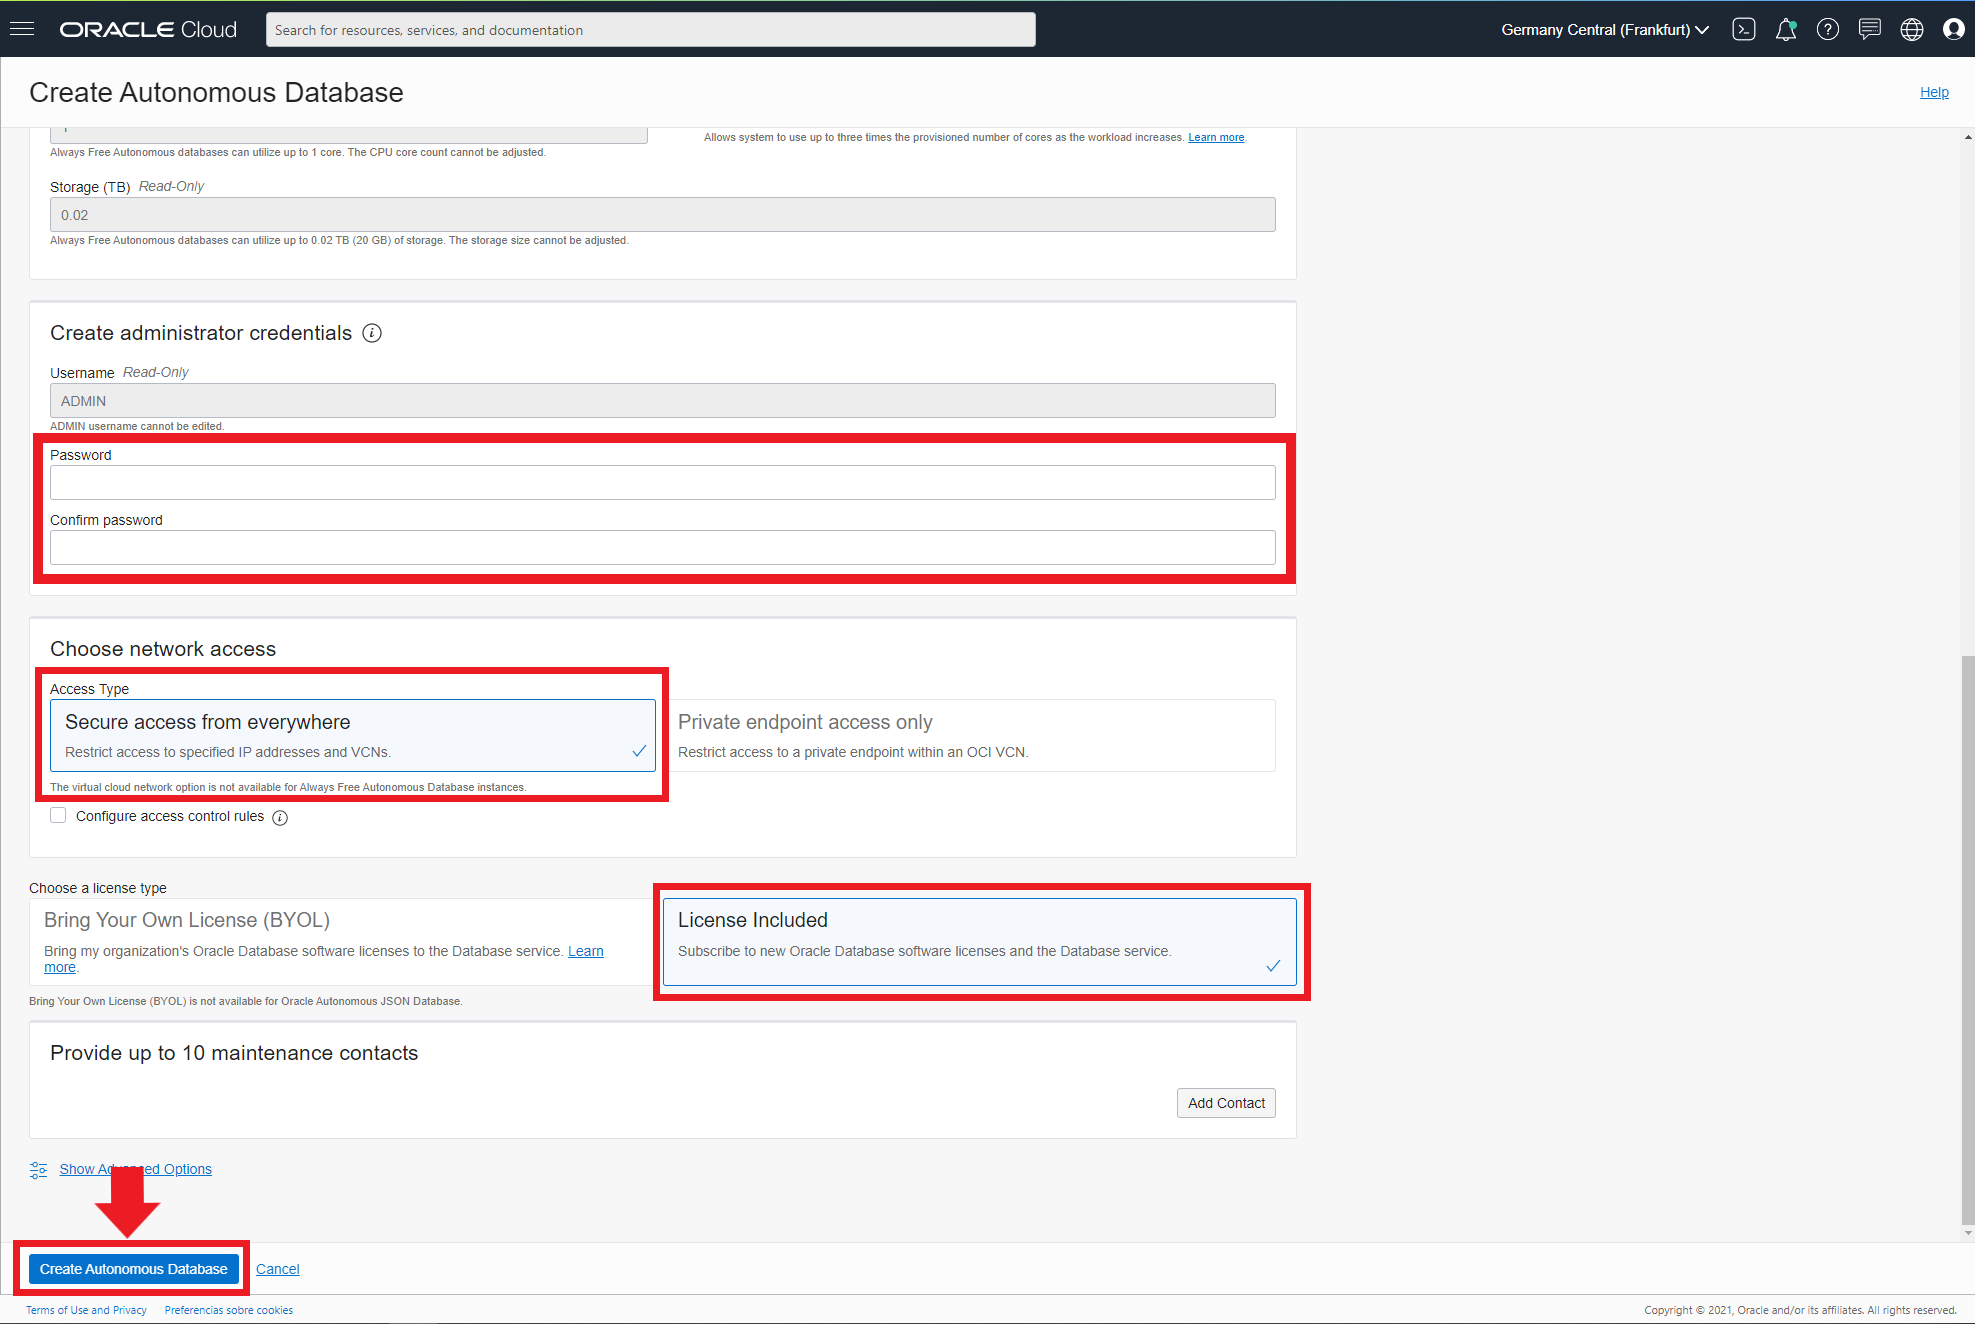 ORACLE Cloud
Search for resources, services, and documentation
Germany Central (Frankfurt)
Create Autonomous Database
Help
Allows system to use up to three times the provisioned number of cores as the workload increases. Learn more.
Always Free Autonomous databases can utilize up to 1 core. The CPU core count cannot be adjusted.
Storage (TB) Read-Only
0.02
Always Free Autonomous databases can utilize up to 0.02 TB (20 GB) of storage. The storage size cannot be adjusted.
Create administrator credentials
Username Read-Only
ADMIN
ADMIN username cannot be edited.
Password
Confirm password
Choose network access
Access Type
Secure access from everywhere
Restrict access to specified IP addresses and VCNs.
Private endpoint access only
Restrict access to a private endpoint within an OCI VCN.
The virtual cloud network option is not available for Always Free Autonomous Database instances.
Configure access control rules
Choose a license type
Bring Your Own License (BYOL)
Bring my organization's Oracle Database software licenses to the Database service. Learn
more.
License Included
Subscribe to new Oracle Database software licenses and the Database service.
Bring Your Own License (BYOL) is not available for Oracle Autonomous JSON Database.
Provide up to 10 maintenance contacts
Add Contact
Show Advanced Options
Create Autonomous Database
Cancel
Terms of Use and Privacy
Preferencias sobre cookies
Copyright © 2021, Oracle and/or its affiliates. All rights reserved.